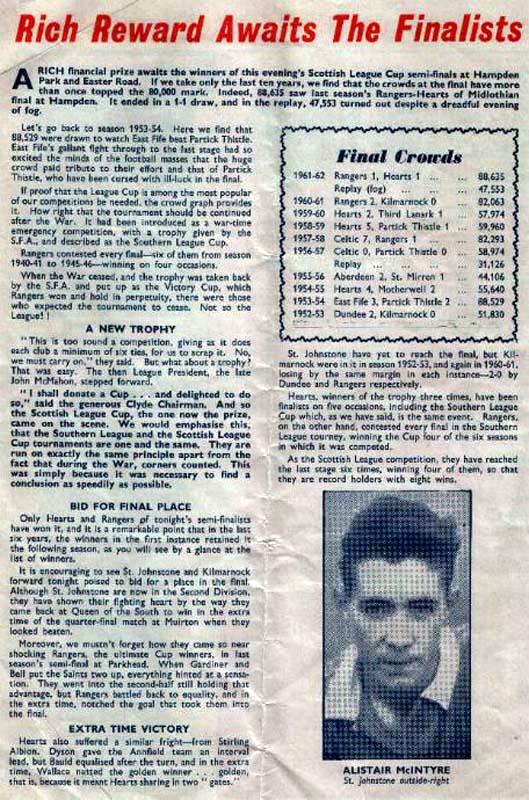 Rich Reward Awaits The Finalists
A RICH financial prize awaits the winners of this evening's Scottish League Cup semi-finals at Hampden
Park and Easter Road. If we take only the last ten years, we find that the crowds at the final have more
than once topped the 80,000 mark. Indeed, 88,635 saw last season's Rangers-Hearts of Midlothian
final at Hampden. It ended in a 1-1 draw, and in the replay, 47,553 turned out despite a dreadful evening
of fog.
Let's go back to season 1953-54. Here we find that
88,529 were drawn to watch East Fife beat Partick Thistle.
East Fife's gallant fight through to the last stage had so
excited the minds of the football masses that the huge
crowd paid tribute to their effort and that of Partick
Thistle, who have been cursed with ill-luck in the final.
If proof that the League Cup is among the most popular
of our competitions be needed, the crowd graph provides
it. How right that the tournament should be continued
after the War. It had been introduced as a war-time
emergency competition, with a trophy given by the
S.F.A., and described as the Southern League Cup.
Rangers contested every final—six of them from season
1940-41 to 1945-46—winning on four occasions.
When the War ceased, and the trophy was taken back
by the S.F.A. and put up as the Victory Cup, which
Rangers won and hold in perpetuity, there were those
who expected the tournament to cease. Not so the
League!!
A NEW TROPHY
"This is too sound a competition, giving as it does
each club a minimum of six ties, for us to scrap it. No,
we must carry on," they said. But what about a trophy?
That was easy. The then League President, the late
John McMahon, stepped forward.
"I shall donate a Cup . . . and delighted to do
so," said the generous Clyde Chairman. And so
the Scottish League Cup, the one now the prize,
came on the scene. We would emphasise this,
that the Southern League and the Scottish League
Cup tournaments are one and the same. They are
run on exactly the same principle apart from the
fact that during the War, corners counted. This
was simply because it was necessary to find a
conclusion as speedily as possible.
BID FOR FINAL PLACE
Only Hearts and Rangers of tonight's semi-finalists
have won it, and it is a remarkable point that in the last
six years, the winners in the first instance retained it
the following season, as you will see by a glance at the
list of winners.
It is encouraging to see St. Johnstone and Kilmarnock
forward tonight poised to bid for a place in the final.
Although St. Johnstone are now in the Second Division,
they have shown their fighting heart by the way they
came back at Queen of the South to win in the extra
time of the quarter-final match at Muirton when they
looked beaten.
Moreover, we mustn't forget how they came so near
shocking Rangers, the ultimate Cup winners, in last
season's semi-final at Parkhead. When Gardiner and
Bell put the Saints two up, everything hinted at a sensa-
tion. They went into the second-half still holding that
advantage, but Rangers battled back to equality, and in
the extra time, notched the goal that took them into
the final.
EXTRA TIME VICTORY
Hearts also suffered a similar fright—from Stirling
Albion. Dyson gave the Annfield team an interval
lead, but Bauld equalised after the turn, and in the extra
time, Wallace netted the golden winner . . . golden,
that is, because it meant Hearts sharing in two "gates."
Final Crowds
1961-62 Rangers 1, Hearts 1 ... ... 88,635
Replay (fog) ... ... 47,553
1960-61 Rangers 2, Kilmarnock 0 82,063
1959-60 Hearts 2, Third Lanark 1 ... 57,974
1958-59 Hearts 5, Partick Thistle 1 ... 59,960
1957-58 Celtic 7, Rangers 1 ... 82,293
1956-57 Celtic 0, Partick Thistle 0 ... 58,974
Replay ... ... 31,126
1955-56 Aberdeen 2, St. Mirren 1 ... 44,106
1954-55 Hearts 4, Motherwell 2 ... 55,640
1953-54 East Fife 3, Partick Thistle 2 ... 88,529
1952-53 Dundee 2, Kilmarnock 0 ... 51,830
St. Johnstone have yet to reach the final, but Kil-
marnock were in it in season 1952-53, and again in 1960-61,
losing by the same margin in each instance—2-0 by
Dundee and Rangers respectively.
Hearts, winners of the trophy three times, have been
finalists on five occasions, including the Southern League
Cup which, as we have said, is the same event. Rangers,
on the other hand, contested every final in the Southern
League tourney, winning the Cup four of the six seasons
in which it was competed.
As the Scottish League competition, they have reached
the last stage six times, winning four of them, so that
they are record holders with eight wins.
ALISTAIR McINTYRE
St. Johnstone outside-right